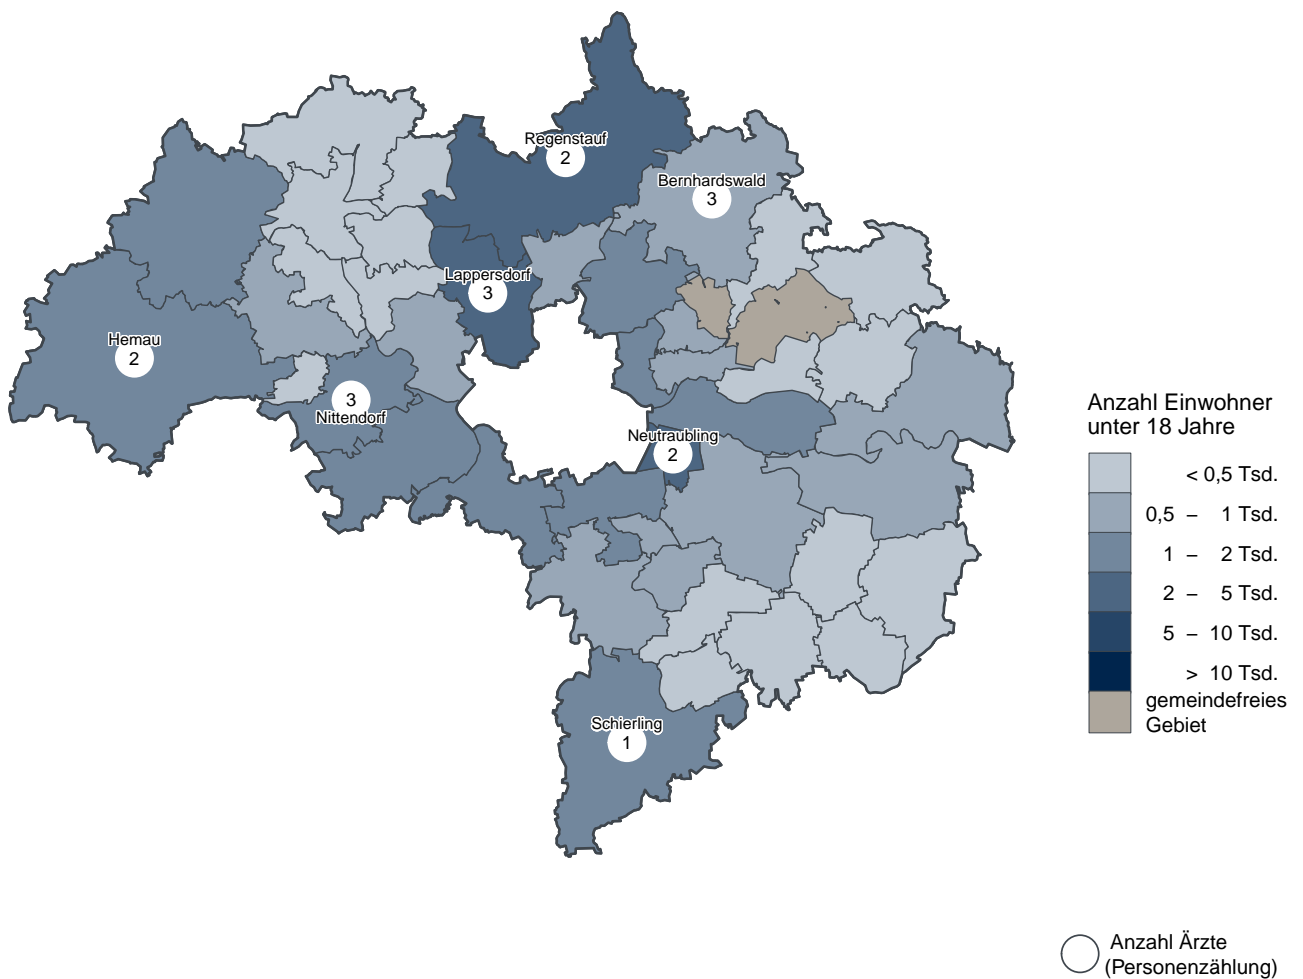 Regenstauf
2
Bernhardswald
3
Lappersdorf
3
Hemau
2
3
Nittendorf
Neutraubling
2
Schierling
1
Anzahl Einwohner
unter 18 Jahre
< 0,5 Tsd.
0,5 – 1 Tsd.
1 – 2 Tsd.
2 – 5 Tsd.
5 – 10 Tsd.
> 10 Tsd.
gemeindefreies
Gebiet
Anzahl Ärzte
(Personenzählung)